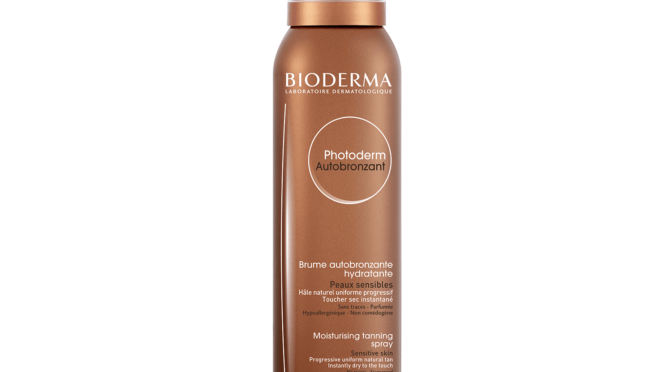 BIODERMA
LABORATOIRE DERMATOLOGIQUE
Photoderm
Autobronzant
Brume autobronzante
hydratante
Peaux sensibles
Hâle naturel uniforme progressif
Toucher sec instantané
Sans traces - Parfumée
Hypoallergénique - Non comédogène
Moisturising tanning
spray
Sensitive skin
Progressive uniform natural tan
Instantly dry to the touch